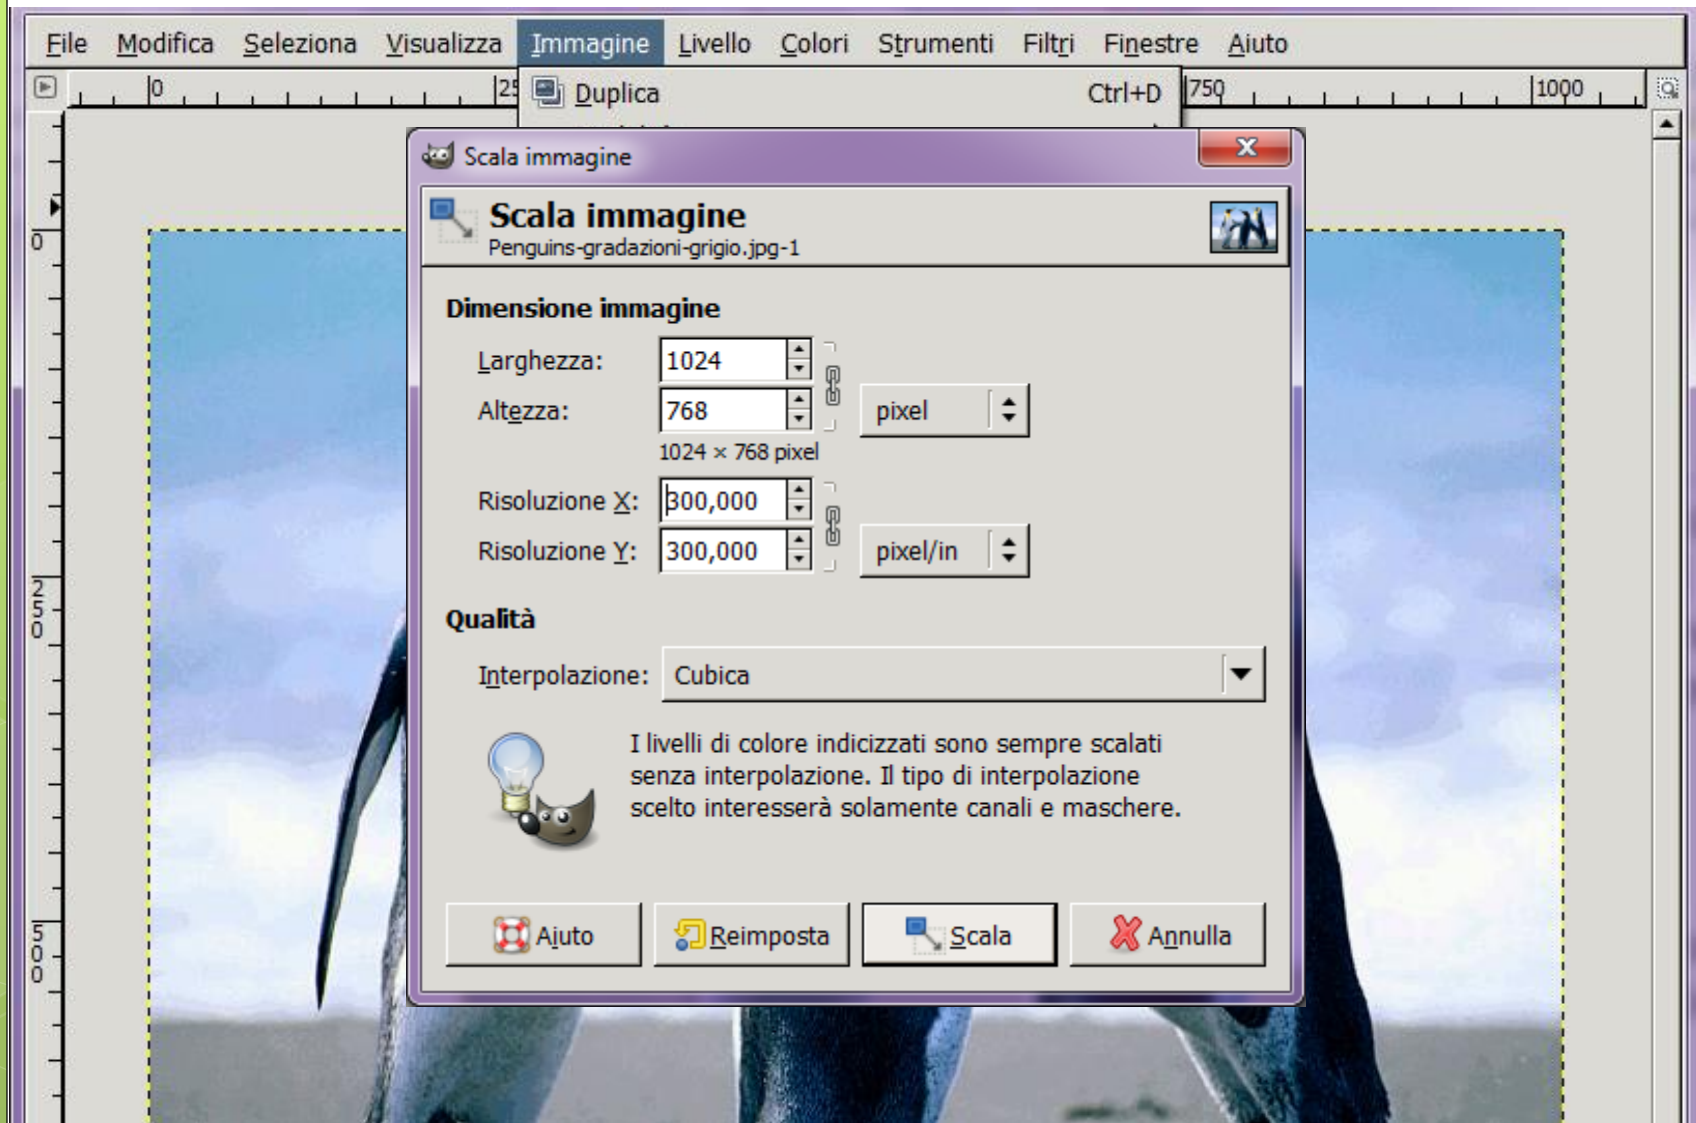 File Modifica Seleziona Visualizza Immagine Livello Colori Strumenti Filtri Finestre Aiuto
0 25 750 1000
Duplica Ctrl+D
Scala immagine
Scala immagine
Penguins-gradazioni-grigio.jpg-1
0
Dimensione immagine
Larghezza: 1024
Altezza: 768 pixel
1024 × 768 pixel
Risoluzione X: 300,000
Risoluzione Y: 300,000 pixel/in
250
Qualità
Interpolazione: Cubica
I livelli di colore indicizzati sono sempre scalati
senza interpolazione. Il tipo di interpolazione
scelto interesserà solamente canali e maschere.
500
Aiuto Reimposta Scala Annulla